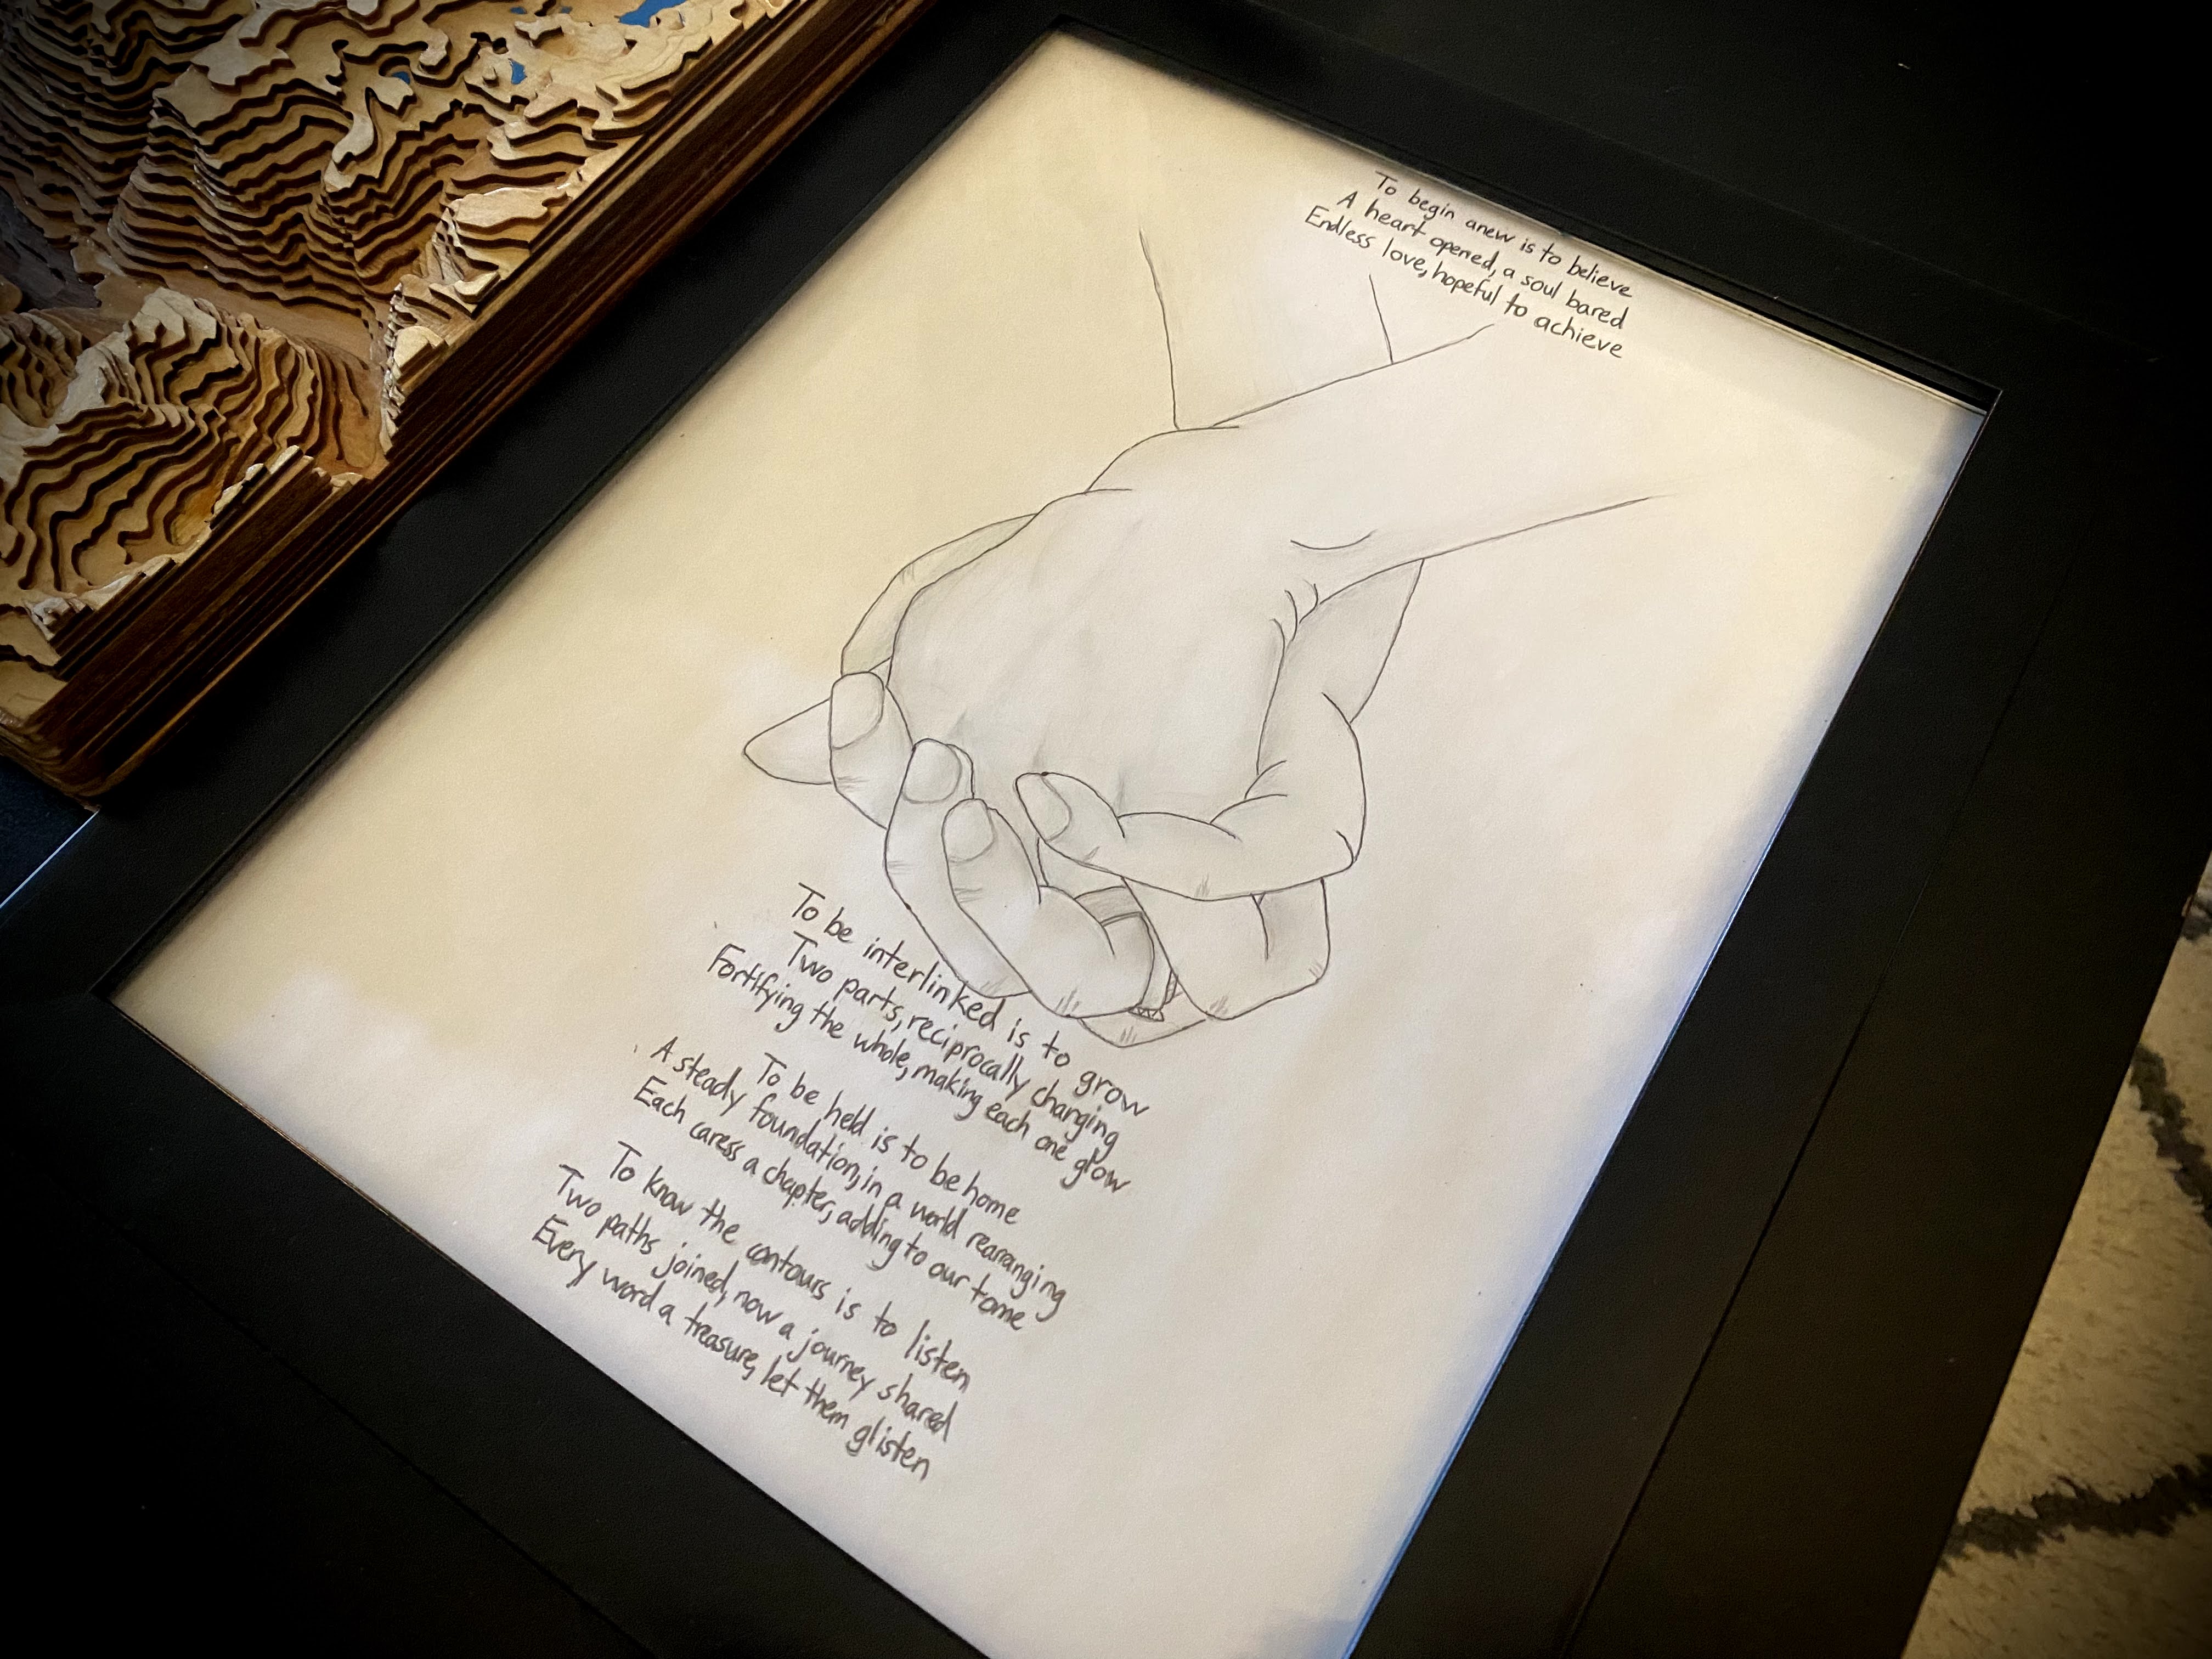 To begin anew is to believe
A heart opened, a soul bared
Endless love, hopeful to achieve
To be interlinked is to grow
Two parts, reciprocally changing
Fortifying the whole, making each one glow
To be held is to be home
A steady foundation, in a world rearanging
Each caress a chapter, adding to our tome
To know the contours is to listen
Two paths joined, now a journey shared
Every word a treasure, let them glisten